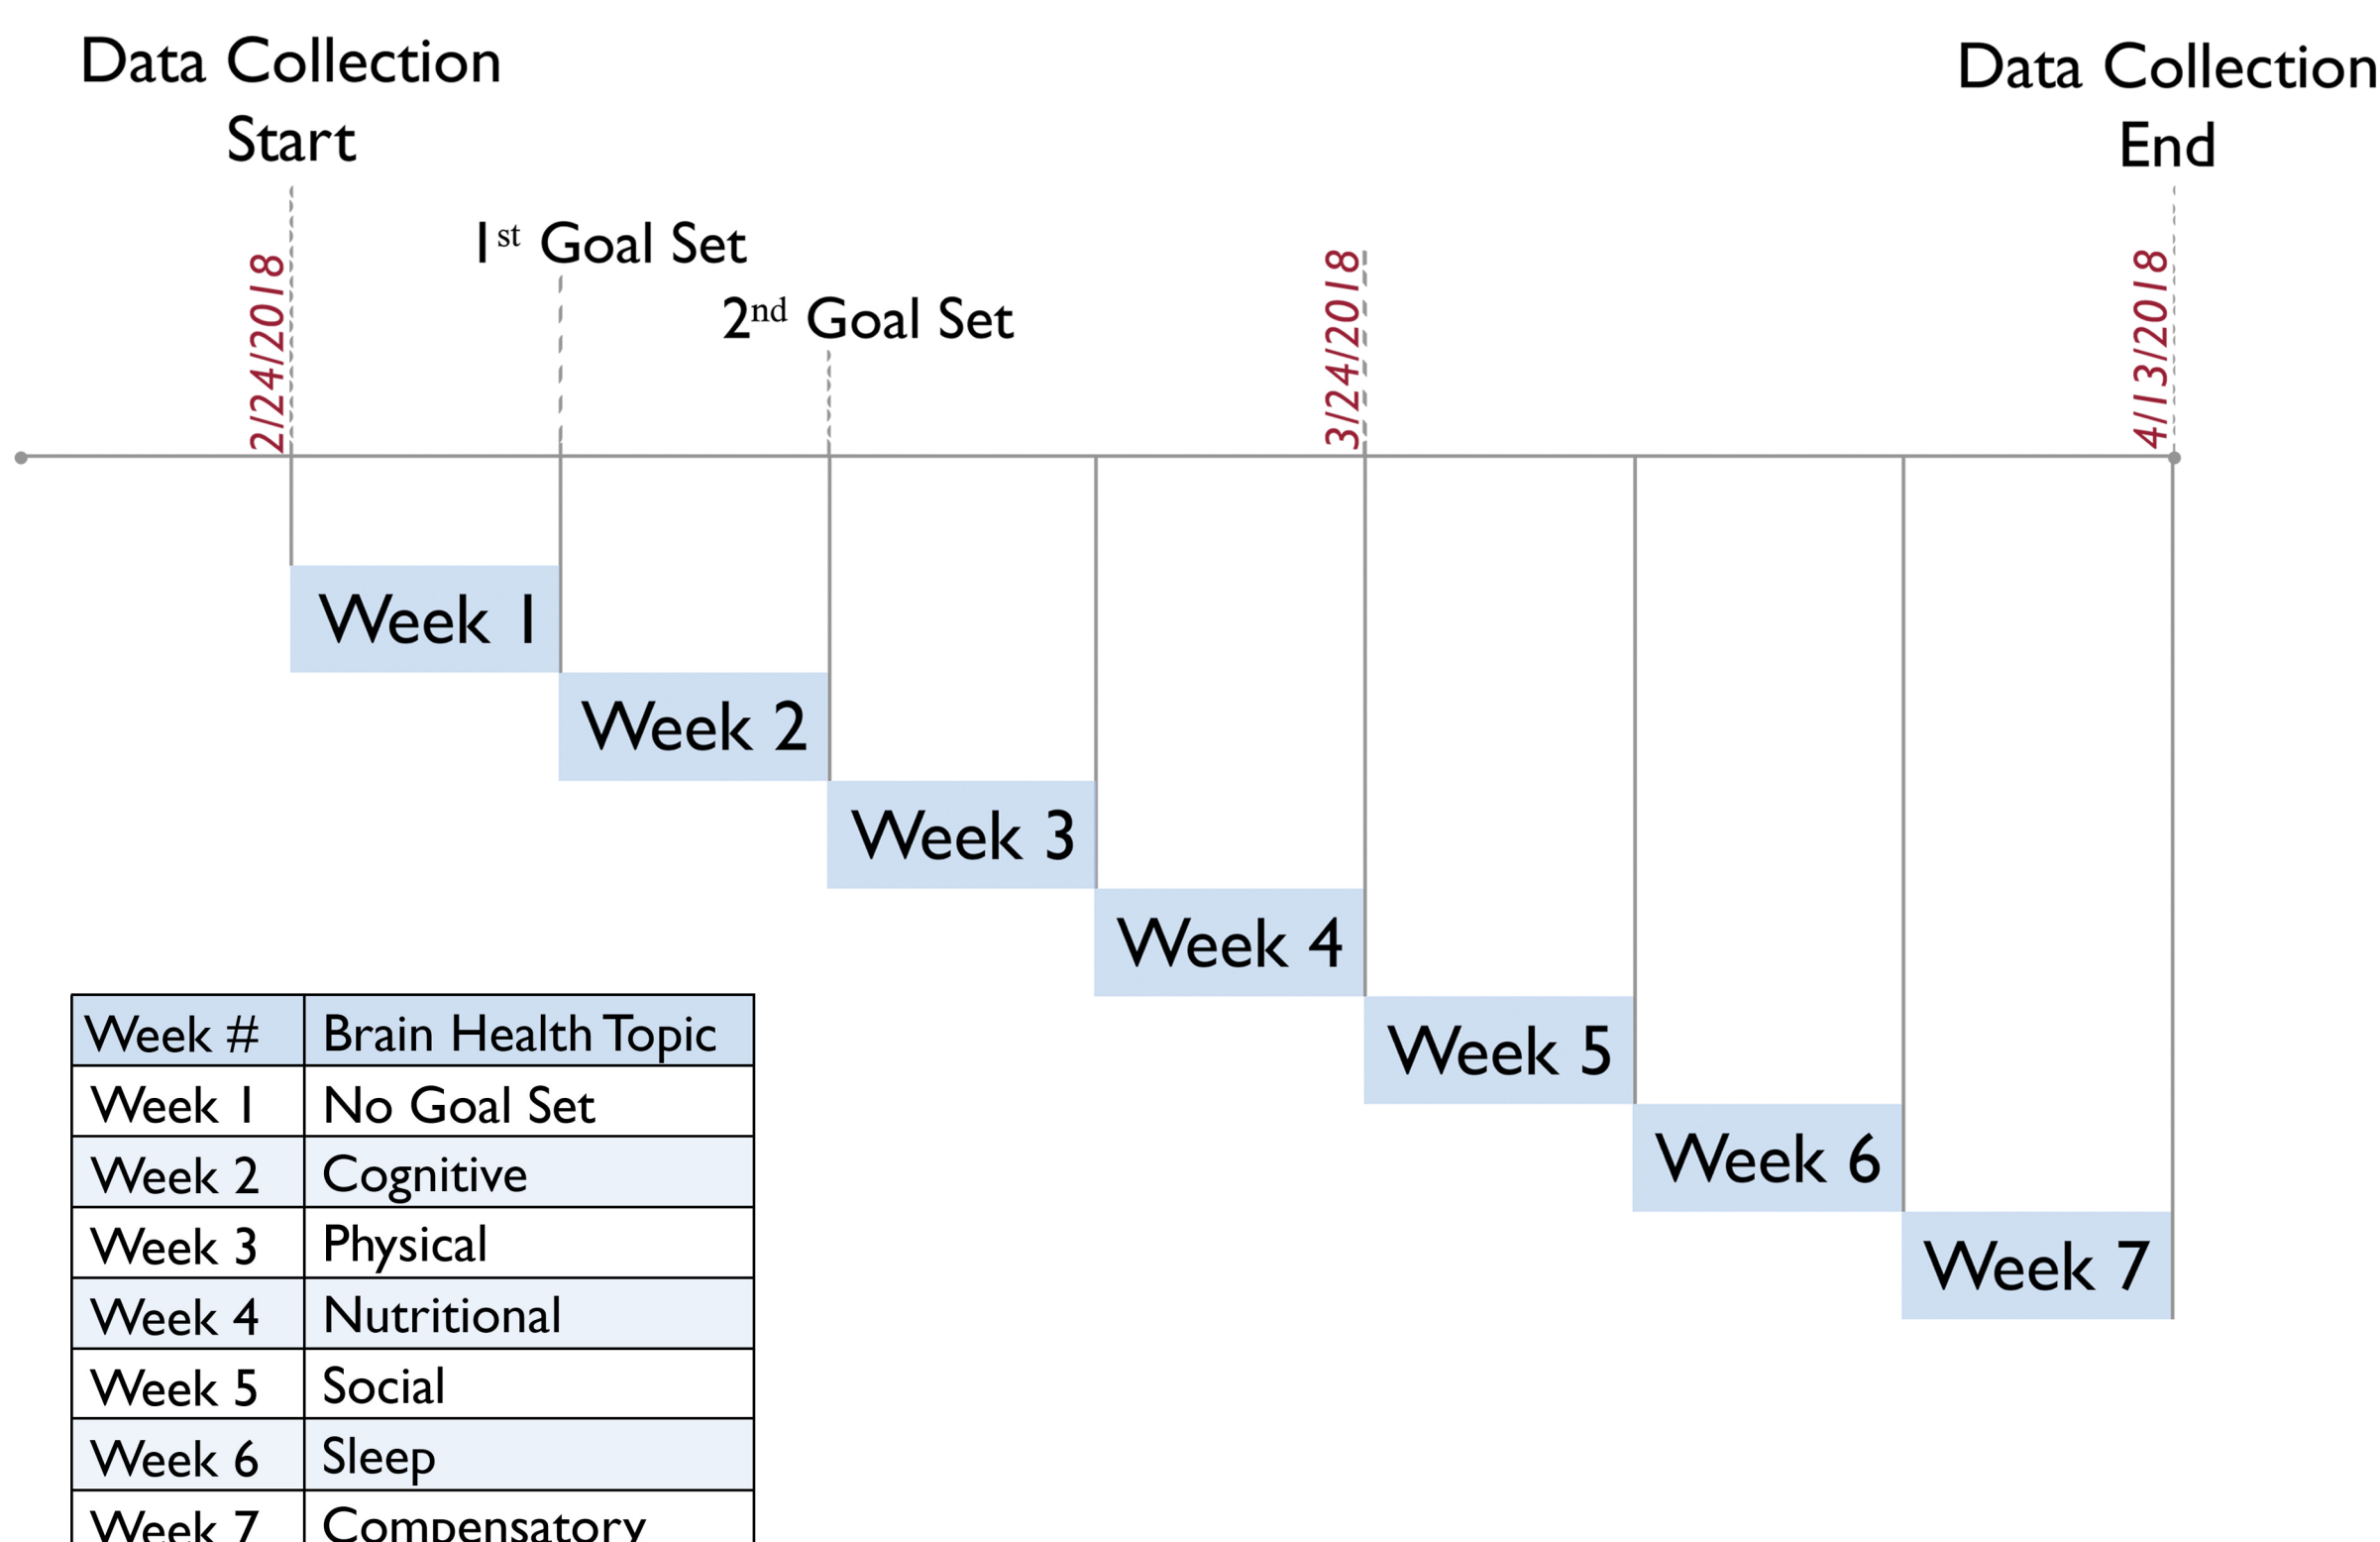 Data Collection
Start
Data Collection
End
1st Goal Set
2nd Goal Set
2/24/2018
3/24/2018
4/13/2018
Week 1
Week 2
Week 3
Week 4
Week 5
Week 6
Week 7
Week # Brain Health Topic
Week 1 No Goal Set
Week 2 Cognitive
Week 3 Physical
Week 4 Nutritional
Week 5 Social
Week 6 Sleep
Week 7 Compensatory